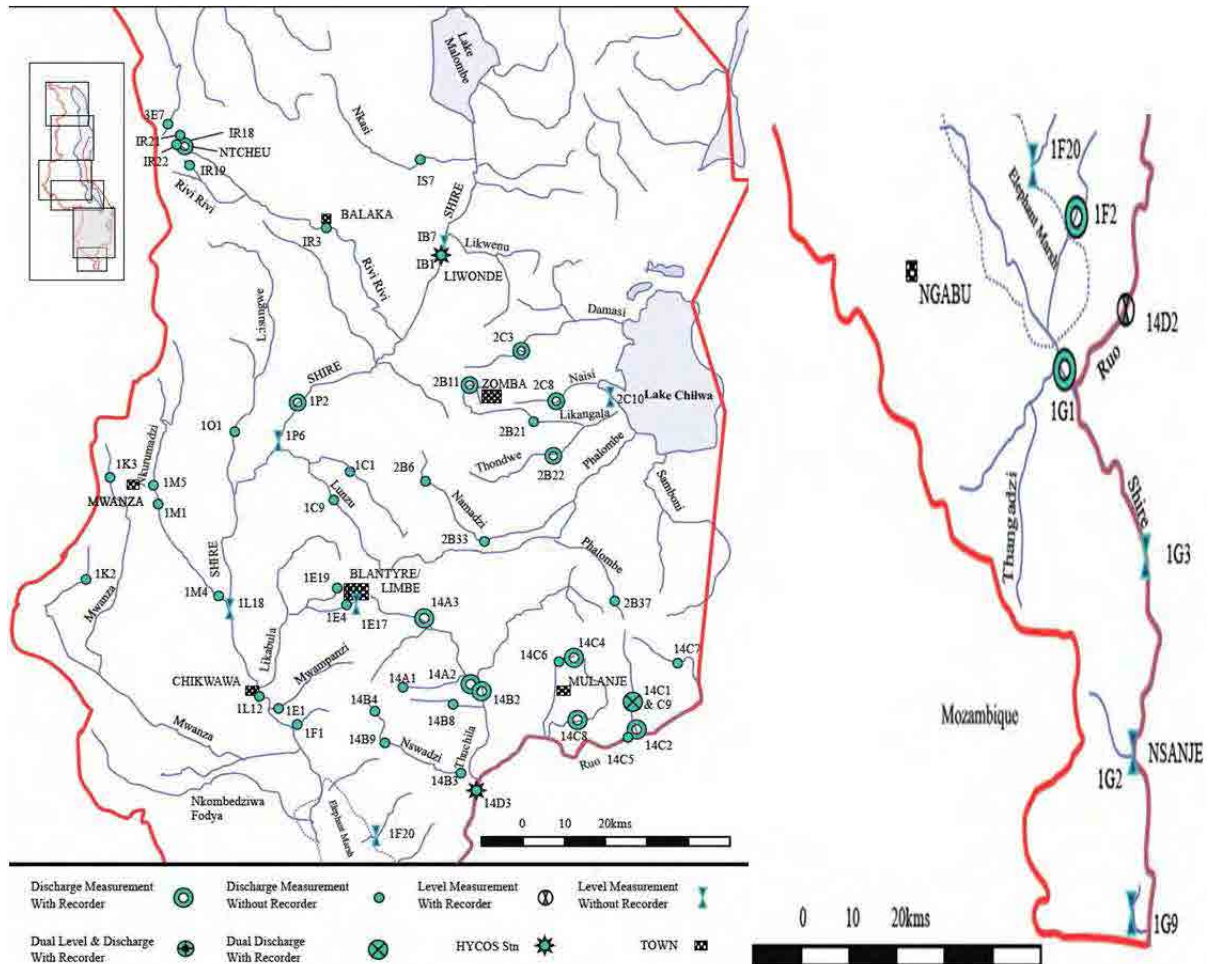 Lake
Malombe
3E7
IR18
IR21
NTCHEU
IR22
IR19
Rivi Rivi
Nkasi
IS7
SHIRE
BALAKA
IR3
Rivi Rivi
IB7
Likwenu
IB1
LIWONDE
L:isungwe
Damasi
2C3
SHIRE
2B11
ZOMBA
2C8
Naisi
2C10
Lake Chilwa
1P2
Likangala
2B21
1O1
1P6
Thondwe
2B22
Phalombe
1K3
Nkurumadzi
1M5
MWANZA
1M1
1C1
2B6
Samboni
1C9
Lunzu
Namadzi
2B33
SHIRE
Phalombe
1K2
Mwanza
1M4
1L18
1E19
BLANTYRE/
LIMBE
1E4
1E17
14A3
2B37
Likabula
14C4
14C6
14C7
Mwampanzi
CHIKWAWA
14A2
14A1
14B2
MULANJE
14C1
& C9
1L12
1E1
14B4
14B8
1F1
14C8
14C2
14C5
Mwanza
14B9
Nswadzi
Thuchila
Ruo
14B3
14D3
Nkombedziwa
Fodya
Elephant Marsh
1F20
0 10 20kms
Discharge Measurement
With Recorder
Discharge Measurement
Without Recorder
Level Measurement
With Recorder
Level Measurement
Without Recorder
Dual Level & Discharge
With Recorder
Dual Discharge
With Recorder
HYCOS Stn
TOWN
1F20
Elephant Marsh
1F2
NGABU
14D2
Ruo
1G1
Thangadzi
Shire
1G3
Mozambique
NSANJE
1G2
1G9
0 10 20kms